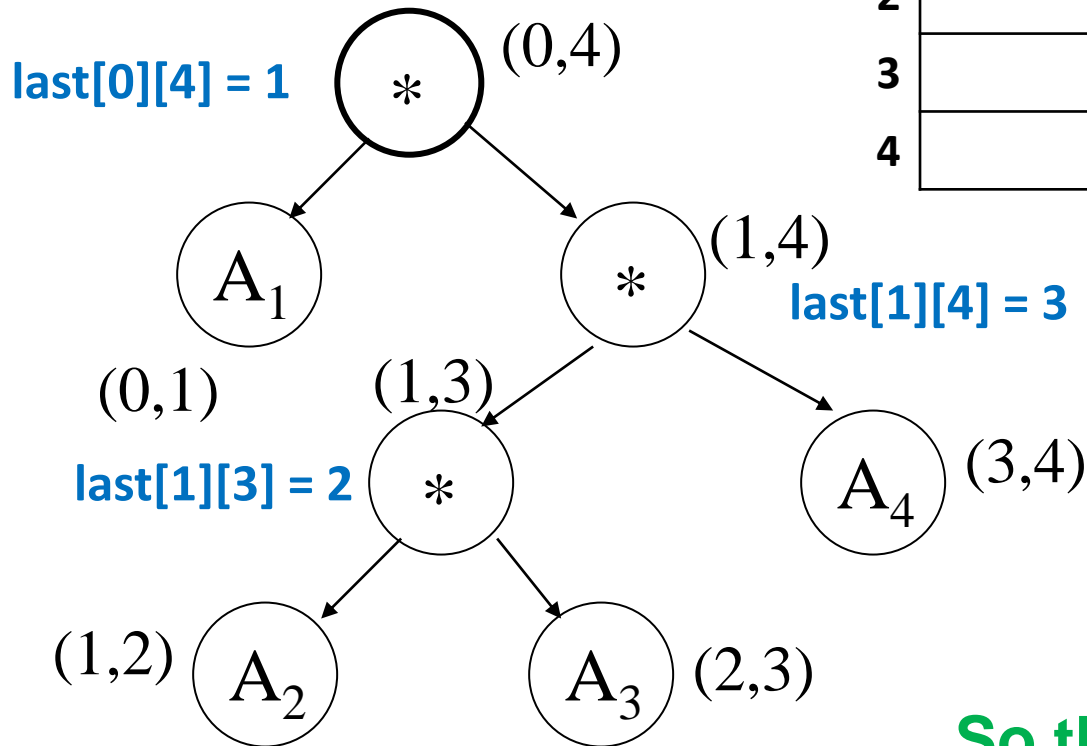 2
(0,4)
last[0][4] = 1
*
3
4
(1,4)
A1
*
last[1][4] = 3
(0,1)
(1,3)
last[1][3] = 2
*
A4
(3,4)
(1,2)
A2
A3
(2,3)
So